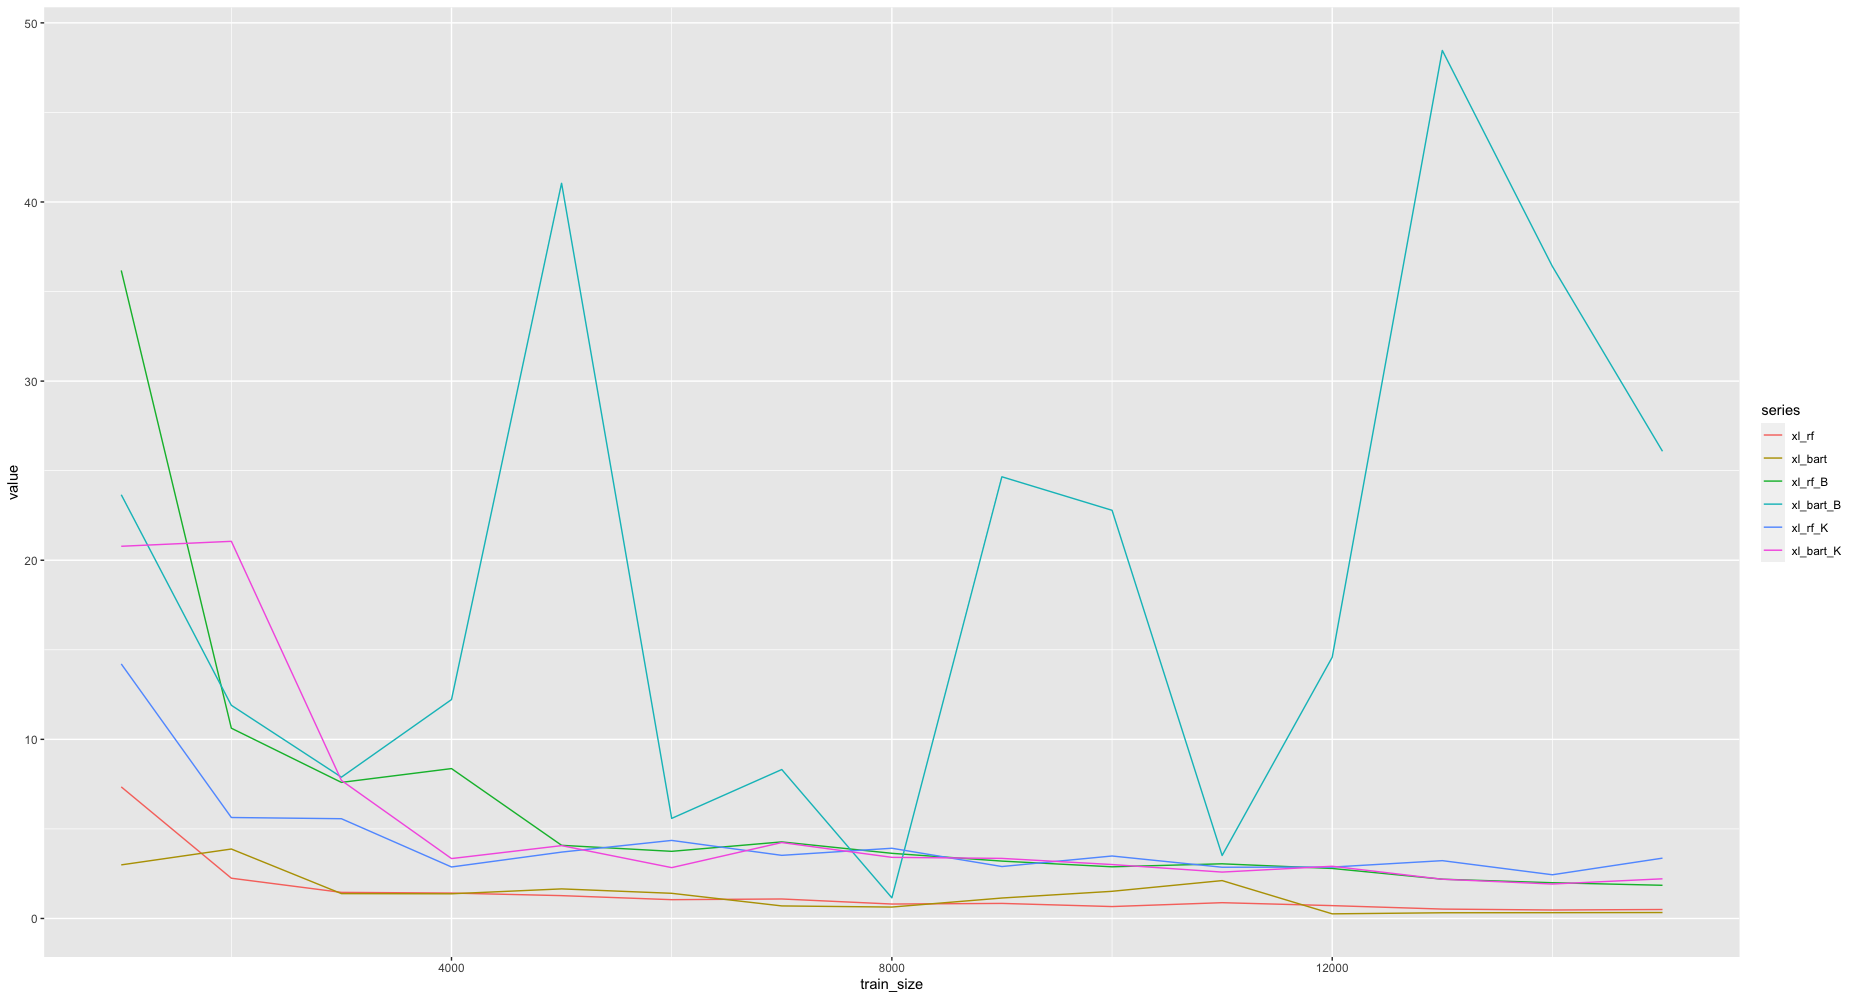 50
40
30
20
10
0
value
4000
8000
12000
train_size
series
xl_rf
xl_bart
xl_rf_B
xl_bart_B
xl_rf_K
xl_bart_K